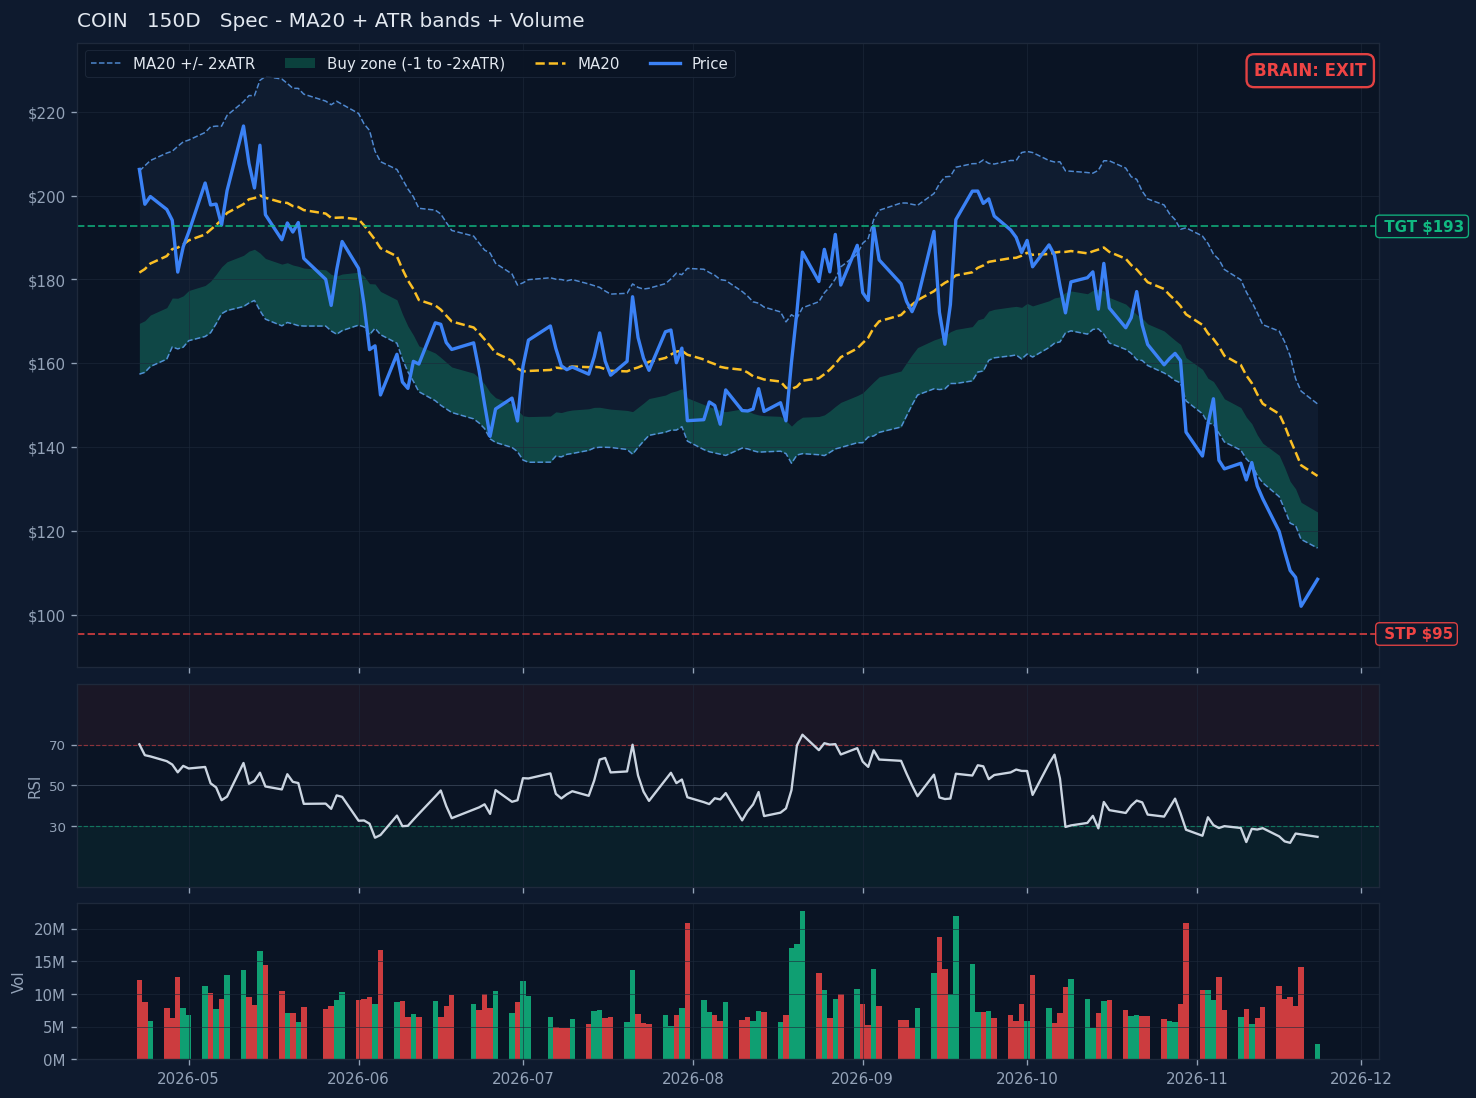 COIN   150D   Spec - MA20 + ATR bands + Volume
MA20 +/- 2xATR
Buy zone (-1 to -2xATR)
MA20
Price
BRAIN: EXIT
$220
$200
$180
$160
$140
$120
$100
TGT $193
STP $95
RSI
70
50
30
Vol
20M
15M
10M
5M
0M
2026-05
2026-06
2026-07
2026-08
2026-09
2026-10
2026-11
2026-12